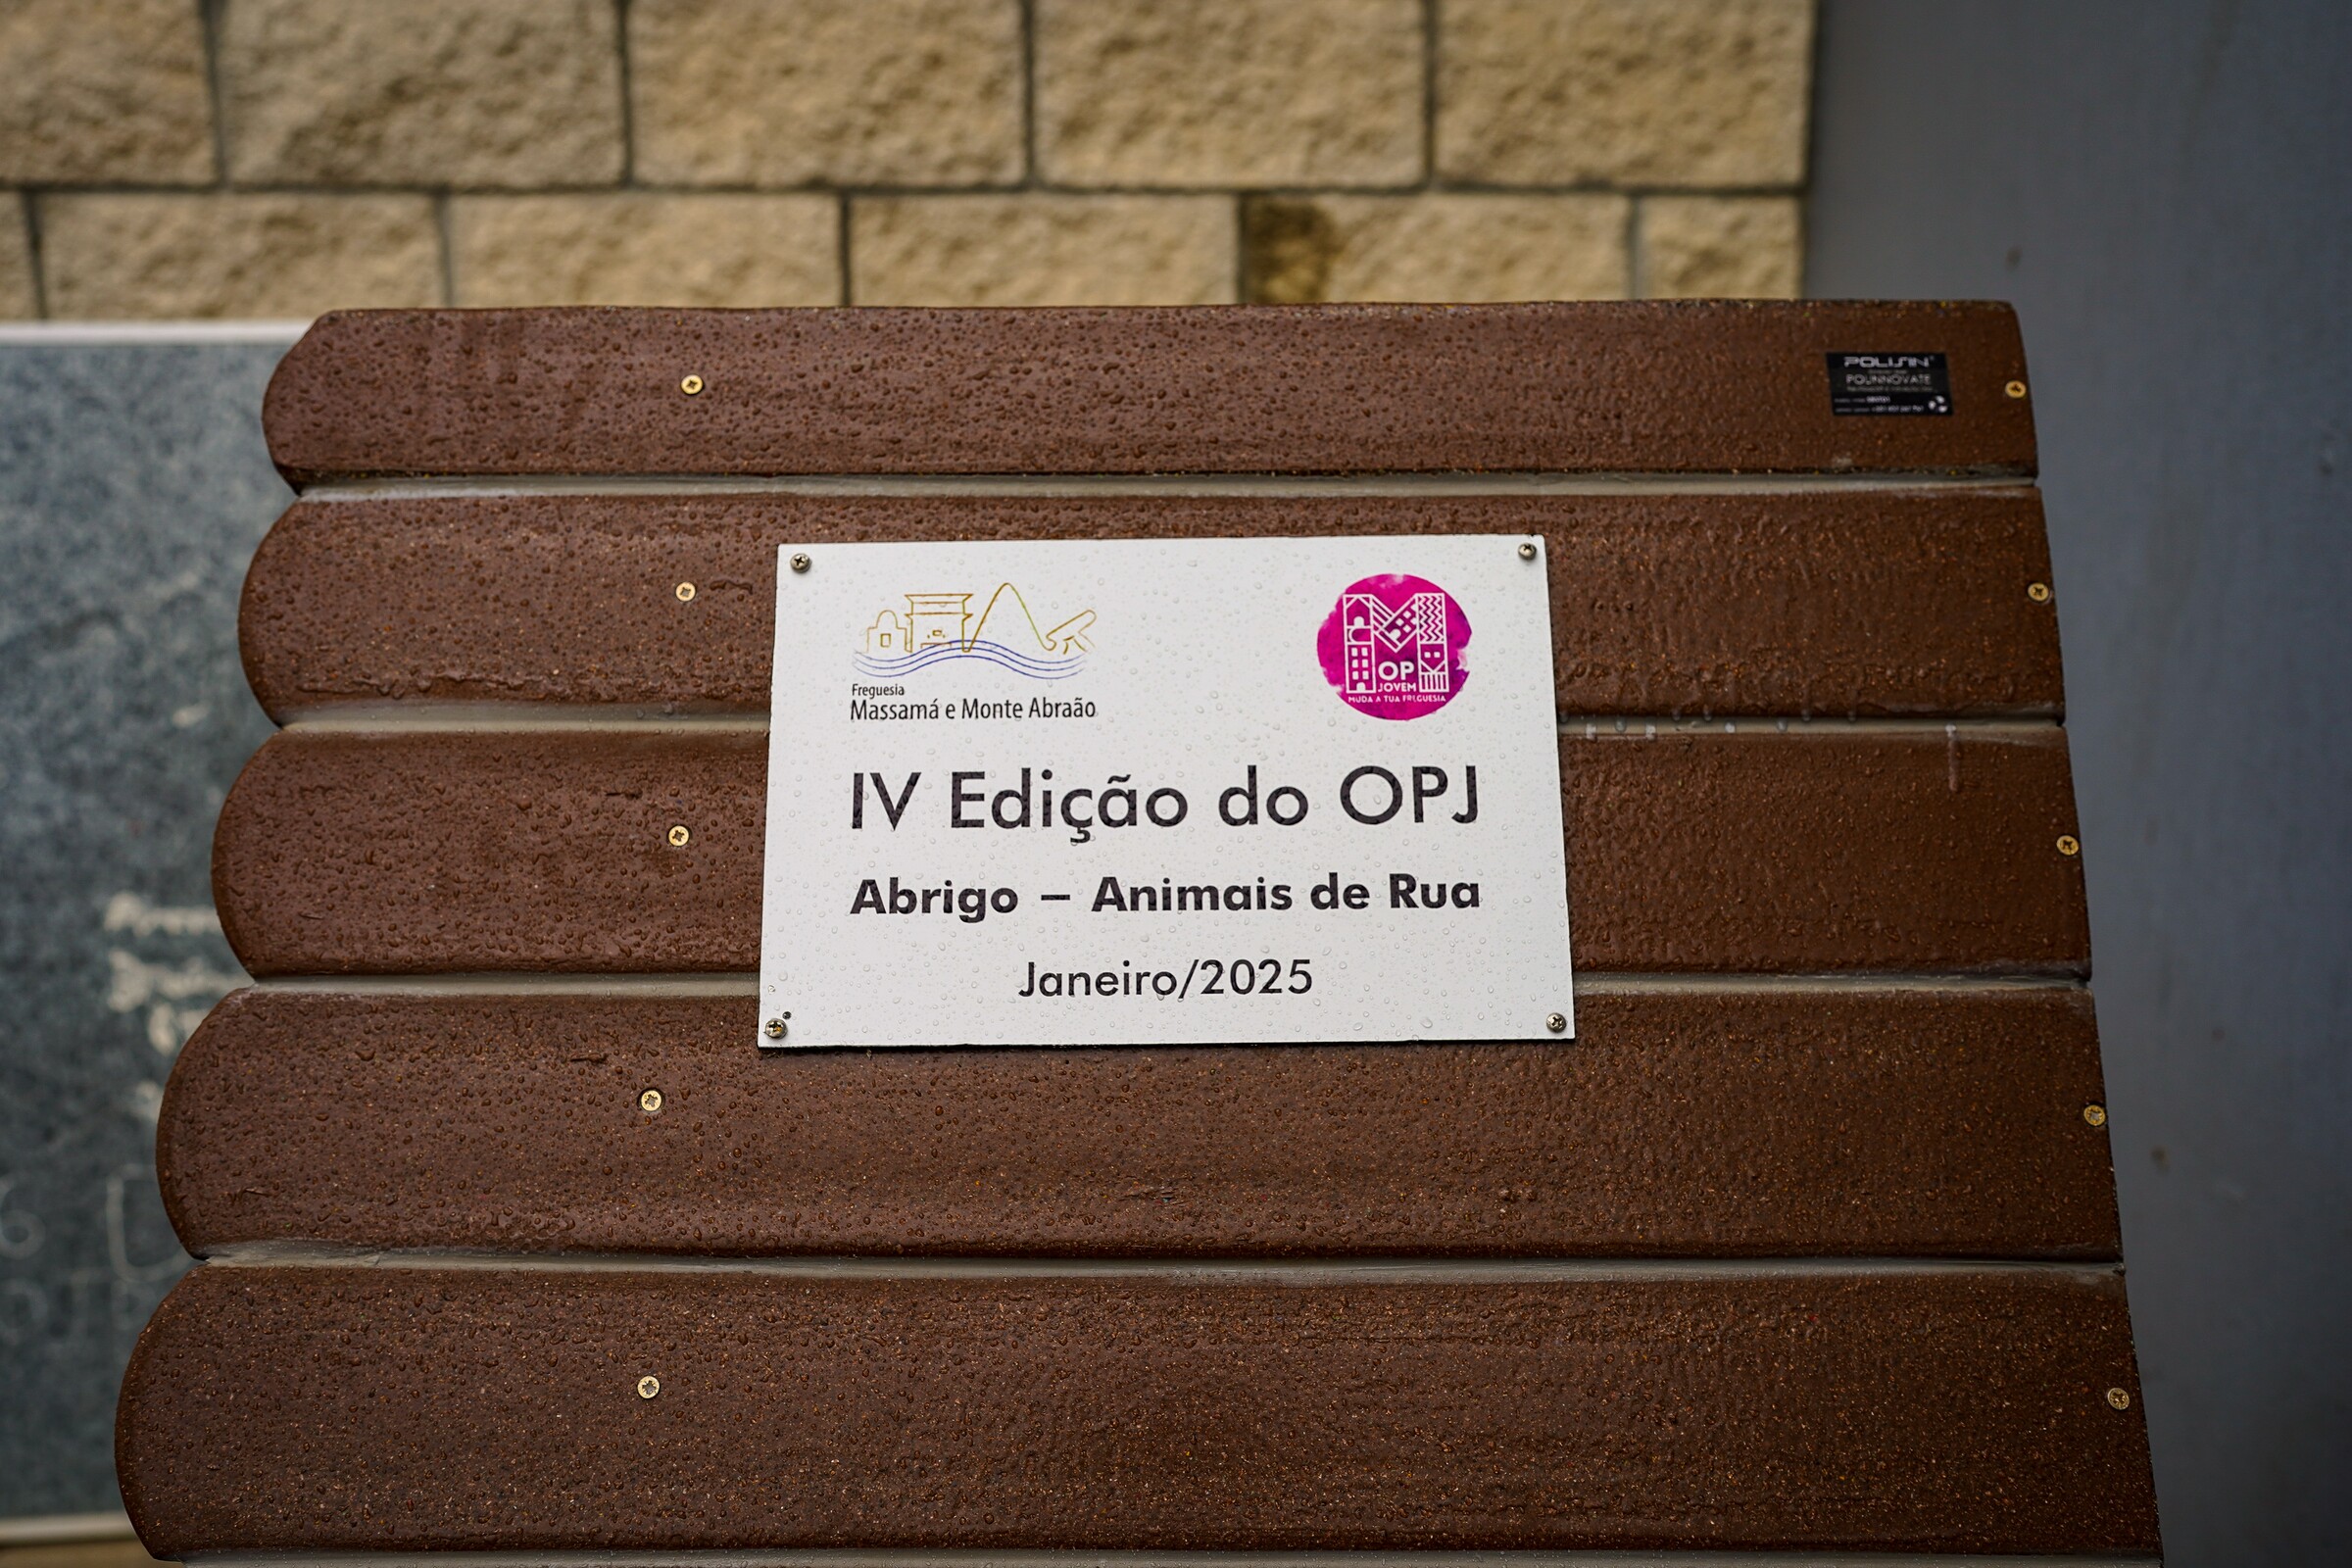 POLISIN
POLINNOVATE
OP
JOVEM
MUDA A TUA FREGUESIA
Freguesia
Massamá e Monte Abraão
IV Edição do OPJ
Abrigo – Animais de Rua
Janeiro/2025